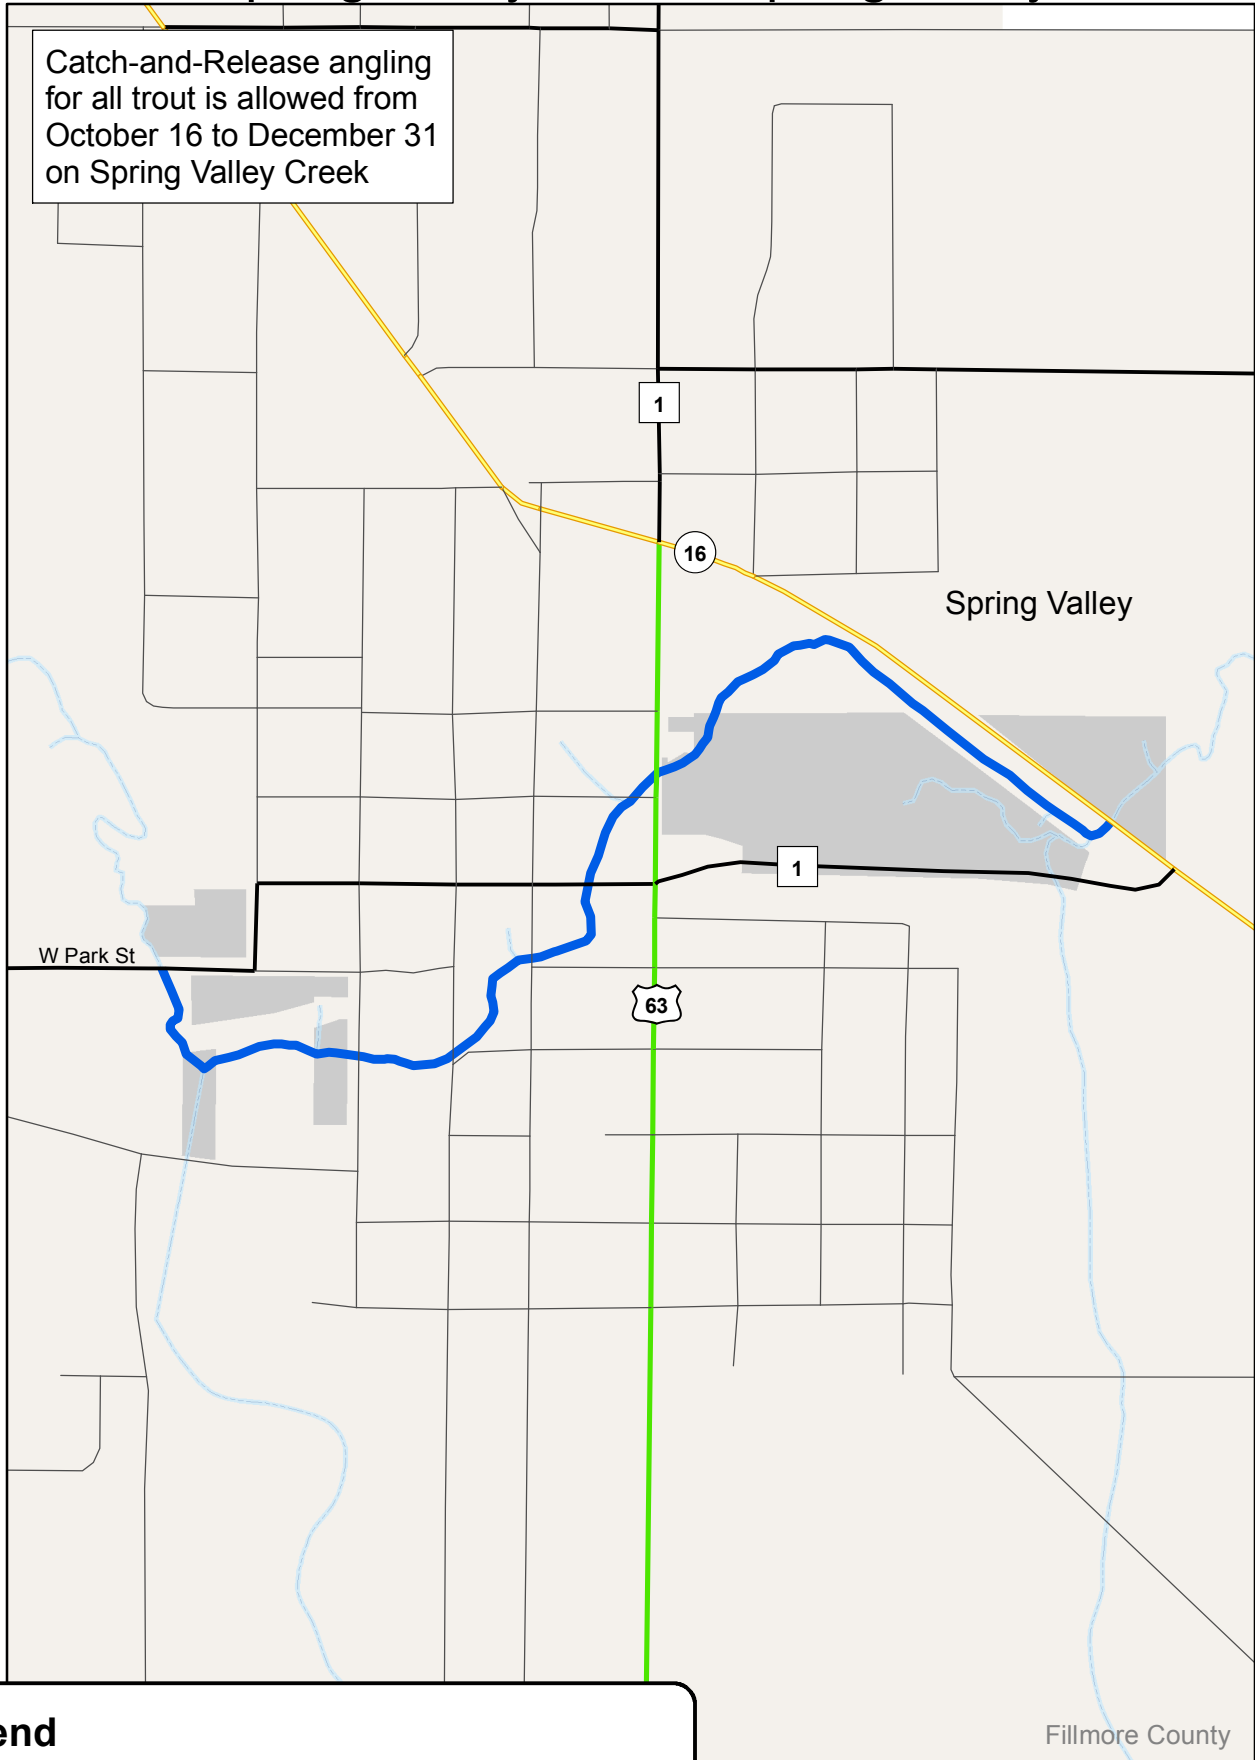 Catch-and-Release angling
for all trout is allowed from
October 16 to December 31
on Spring Valley Creek
1
16
Spring Valley
1
W Park St
63
Fillmore County